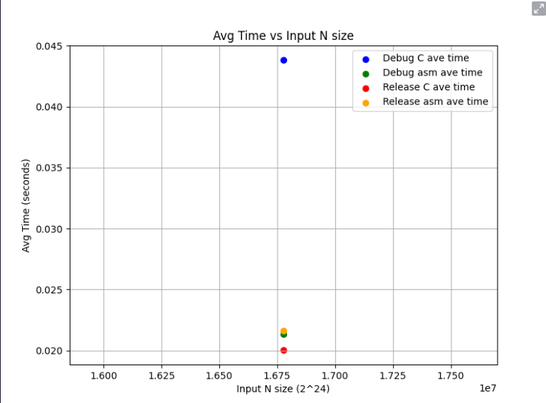 Avg Time vs Input N size
0.045
0.040
0.035
0.030
0.025
0.020
Avg Time (seconds)
Debug C ave time
Debug asm ave time
Release C ave time
Release asm ave time
1.600 1.625 1.650 1.675 1.700 1.725 1.750
1e7
Input N size (2^24)